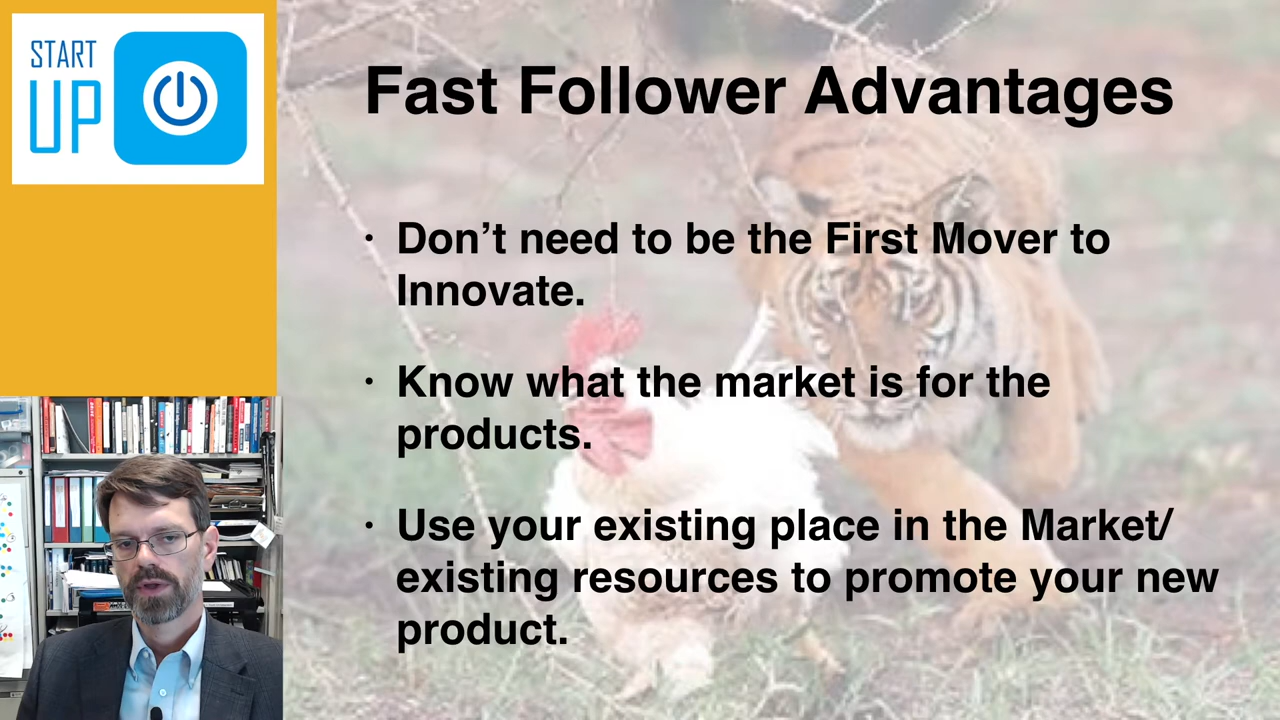 START
UP
Fast Follower Advantages
· Don’t need to be the First Mover to
Innovate.
· Know what the market is for the
products.
· Use your existing place in the Market/
existing resources to promote your new
product.